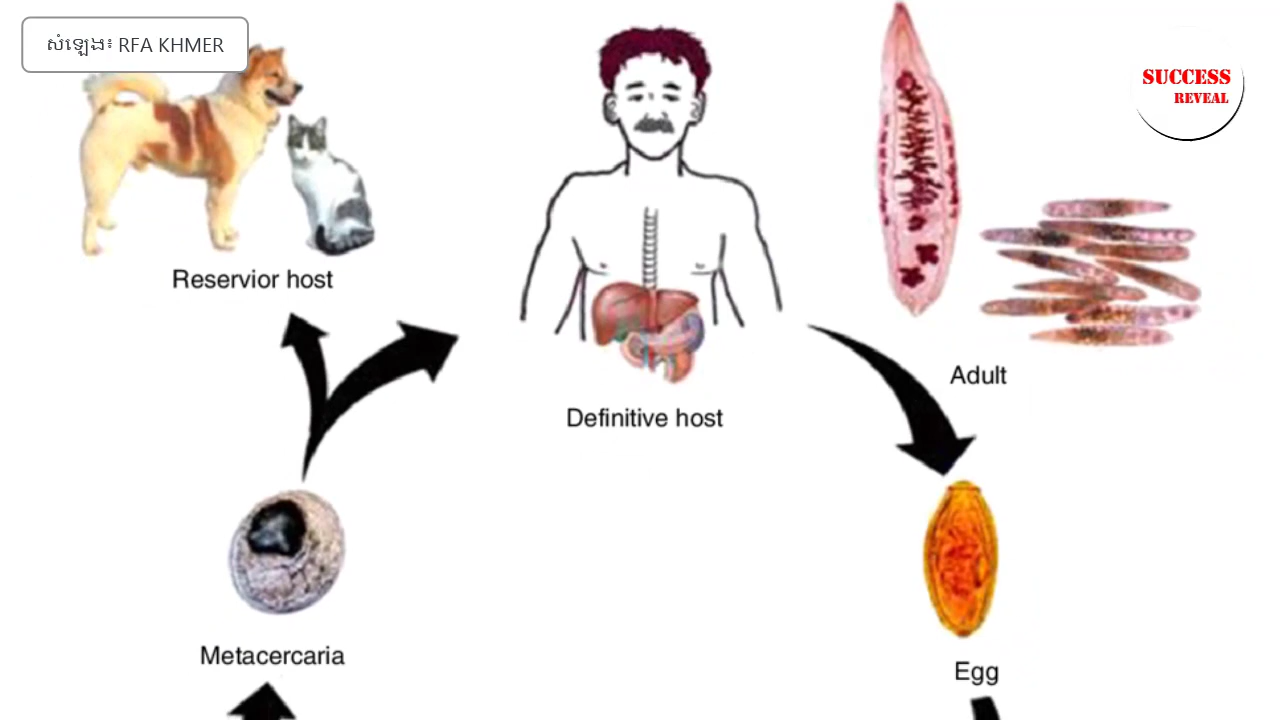 សំឡេង៖ RFA KHMER
SUCCESS
REVEAL
Reservior host
Definitive host
Adult
Metacercaria
Egg